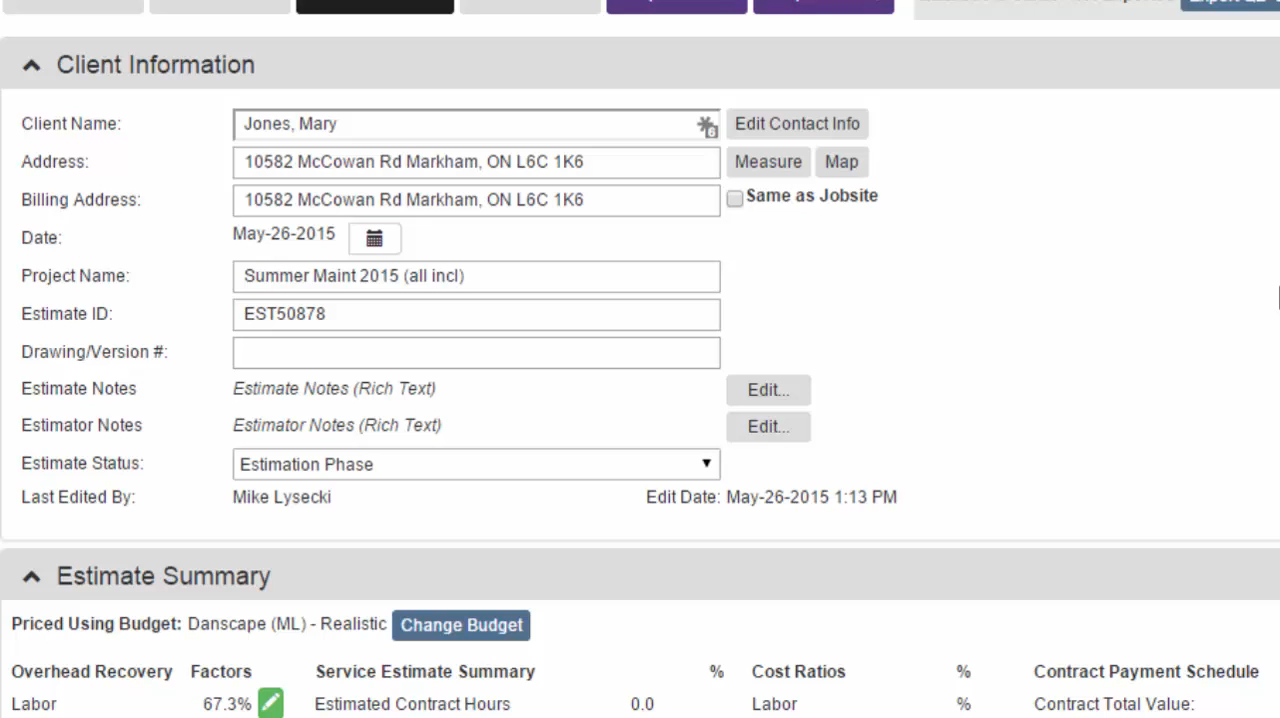 Client Information
Client Name: Jones, Mary 6 Edit Contact Info
Address: 10582 McCowan Rd Markham, ON L6C 1K6 Measure Map
Billing Address: 10582 McCowan Rd Markham, ON L6C 1K6 Same as Jobsite
Date: May-26-2015
Project Name: Summer Maint 2015 (all incl)
Estimate ID: EST50878
Drawing/Version #:
Estimate Notes Estimate Notes (Rich Text) Edit...
Estimator Notes Estimator Notes (Rich Text) Edit...
Estimate Status: Estimation Phase
Last Edited By: Mike Lysecki Edit Date: May-26-2015 1:13 PM
Estimate Summary
Priced Using Budget: Danscape (ML) - Realistic Change Budget
Overhead Recovery Factors Service Estimate Summary % Cost Ratios % Contract Payment Schedule
Labor 67.3% Estimated Contract Hours 0.0 Labor % Contract Total Value: